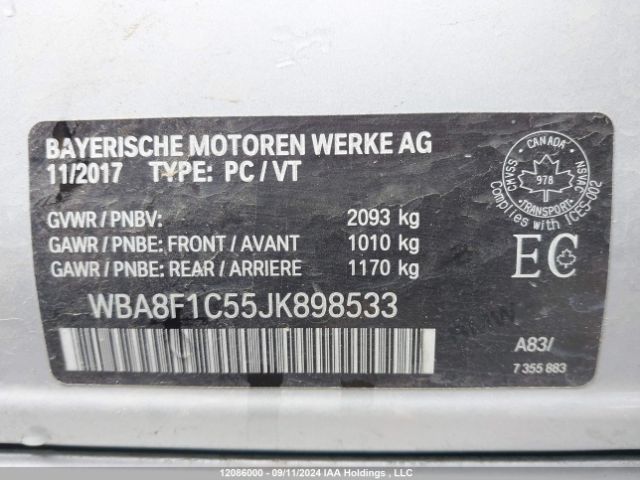 BAYERISCHE MOTOREN WERKE AG
11/2017 TYPE: PC / VT
GVWR / PNBV: 2093 kg
GAWR / PNBE: FRONT / AVANT 1010 kg
GAWR / PNBE: REAR / ARRIERE 1170 kg
WBA8F1C55JK898533
CANADA
CMVSS NSVAC
978
TRANSPORT
Complies with ICES-002
EC
A83/
7 355 883
12086000 - 09/11/2024 IAA Holdings , LLC